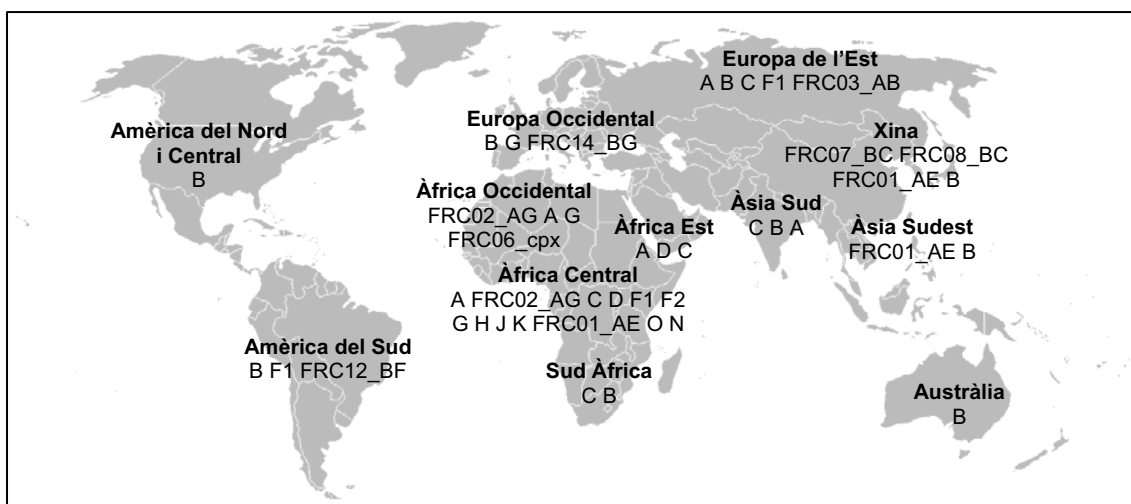 Europa de l'Est
A B C F1 FRC03_AB
Amèrica del Nord
i Central
B
Europa Occidental
B G FRC14_BG
Xina
FRC07_BC FRC08_BC
FRC01_AE B
Àfrica Occidental
FRC02_AG A G
FRC06_cpx
Àfrica Est
A D C
Àsia Sud
C B A
Àsia Sudest
FRC01_AE B
Àfrica Central
A FRC02_AG C D F1 F2
G H J K FRC01_AE O N
Amèrica del Sud
B F1 FRC12_BF
Sud Àfrica
C B
Austràlia
B